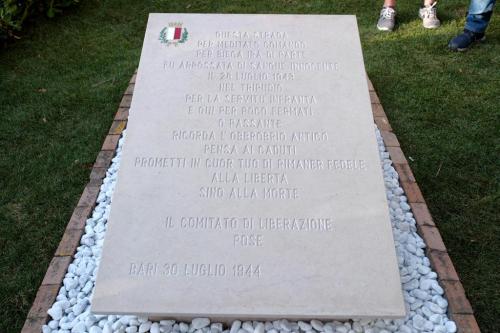 QUESTA STRADA
PER MEDITATO COMANDO
PER BIECA IRA DI PARTE
FU ARROSSATA DI SANGUE INNOCENTE
IL 28 LUGLIO 1943
NEL TRIPUDIO
PER LA SERVITÙ INFRANTA
E QUI PER POCO FERMATI
O PASSANTE
RICORDA L'OBBROBRIO ANTICO
PENSA AI CADUTI
PROMETTI IN CUOR TUO DI RIMANER FEDELE
ALLA LIBERTÀ
SINO ALLA MORTE
IL COMITATO DI LIBERAZIONE
POSE
BARI 30 LUGLIO 1944